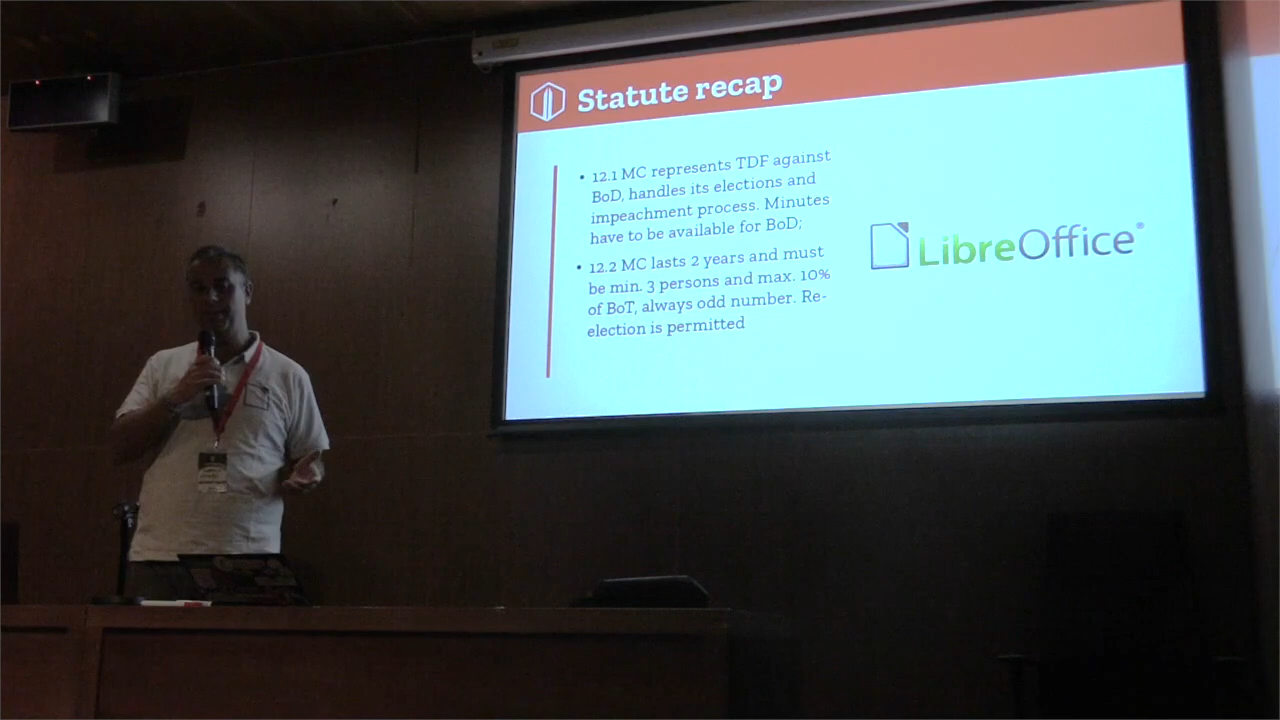 Statute recap
• 12.1 MC represents TDF against
BoD, handles its elections and
impeachment process. Minutes
have to be available for BoD;
• 12.2 MC lasts 2 years and must
be min. 3 persons and max. 10%
of BoT, always odd number. Re-
election is permitted
LibreOffice®